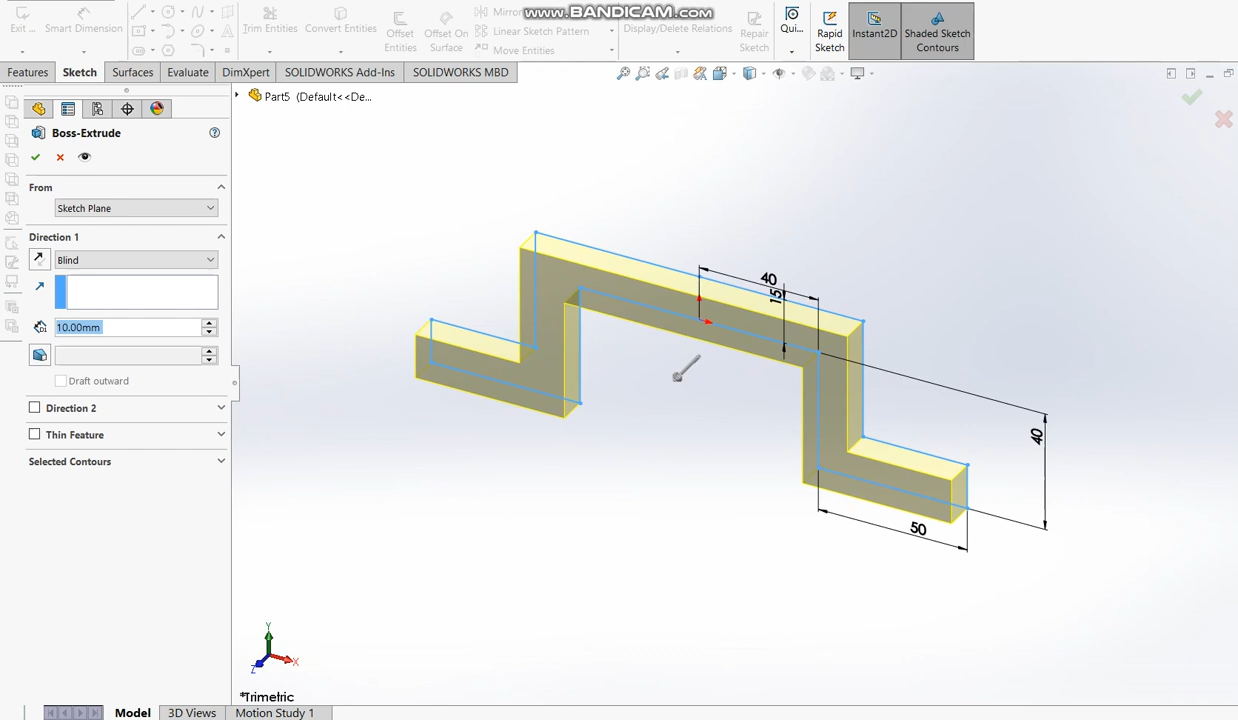 www.BANDICAM.com
Exit ...
Smart Dimension
Trim Entities
Convert Entities
Offset Entities
Offset On Surface
Mirror
Linear Sketch Pattern
Move Entities
Display/Delete Relations
Repair Sketch
Qui...
Rapid Sketch
Instant2D
Shaded Sketch Contours
Features
Sketch
Surfaces
Evaluate
DimXpert
SOLIDWORKS Add-Ins
SOLIDWORKS MBD
Part5 (Default<<De...
Boss-Extrude
From
Sketch Plane
Direction 1
Blind
10.00mm
Draft outward
Direction 2
Thin Feature
Selected Contours
40
15
40
50
Y
X
Z
*Trimetric
Model
3D Views
Motion Study 1